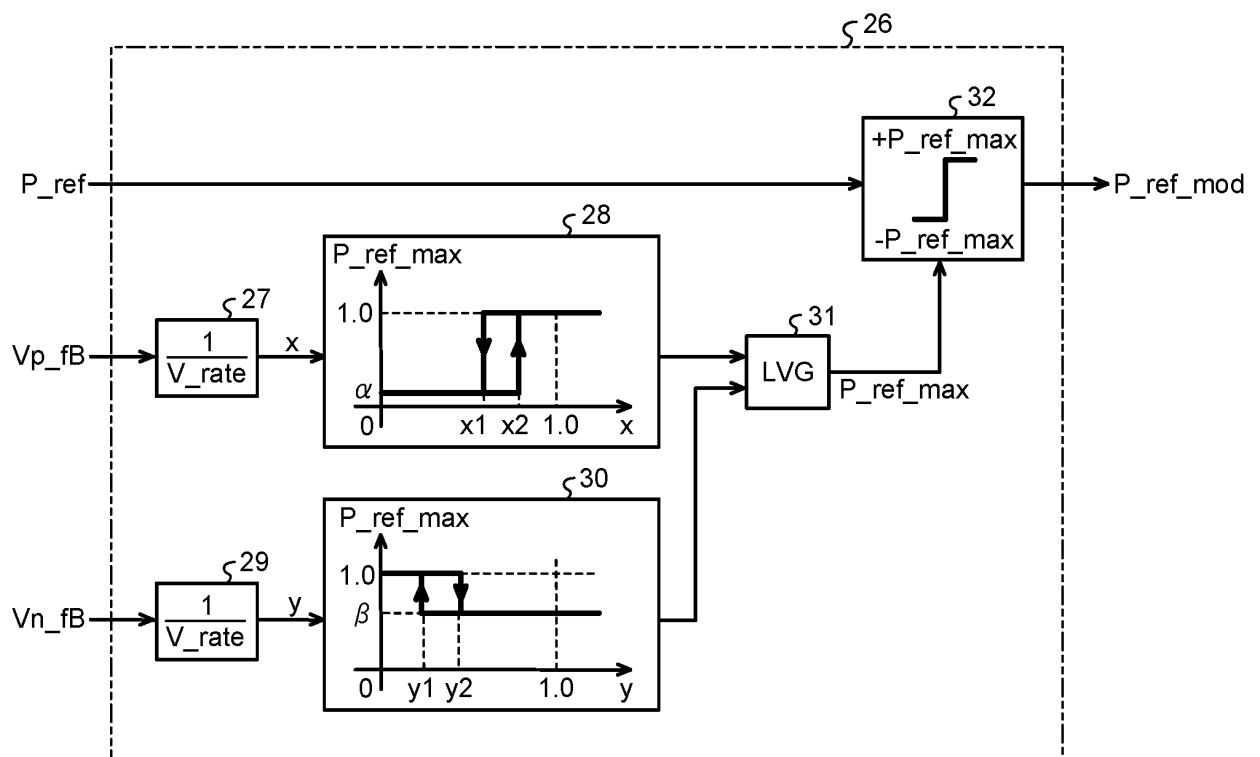 26
32
+P_ref_max
-P_ref_max
P_ref
P_ref_mod
28
P_ref_max
1.0
α
0
x1
x2
1.0
x
27
Vp_fB
1
V_rate
x
31
LVG
P_ref_max
30
P_ref_max
1.0
β
0
y1
y2
1.0
y
29
Vn_fB
1
V_rate
y